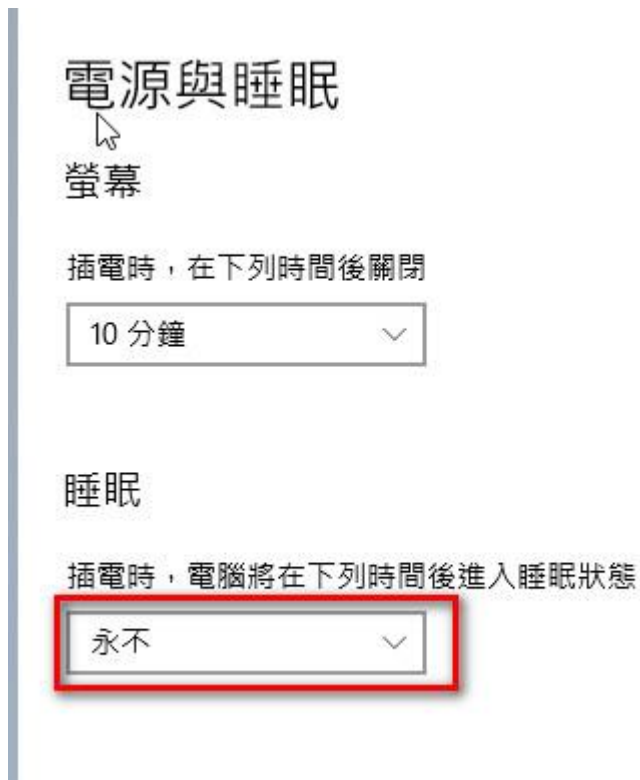 電源與睡眠
螢幕
插電時，在下列時間後關閉
10 分鐘
睡眠
插電時，電腦將在下列時間後進入睡眠狀態
永不